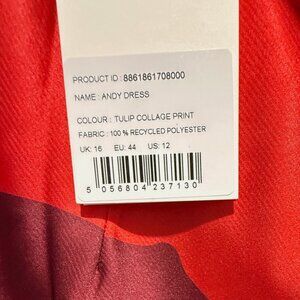 PRODUCT ID : 8861861708000
NAME : ANDY DRESS
COLOUR : TULIP COLLAGE PRINT
FABRIC : 100 % RECYCLED POLYESTER
UK: 16 EU: 44 US: 12
5 056804 237130